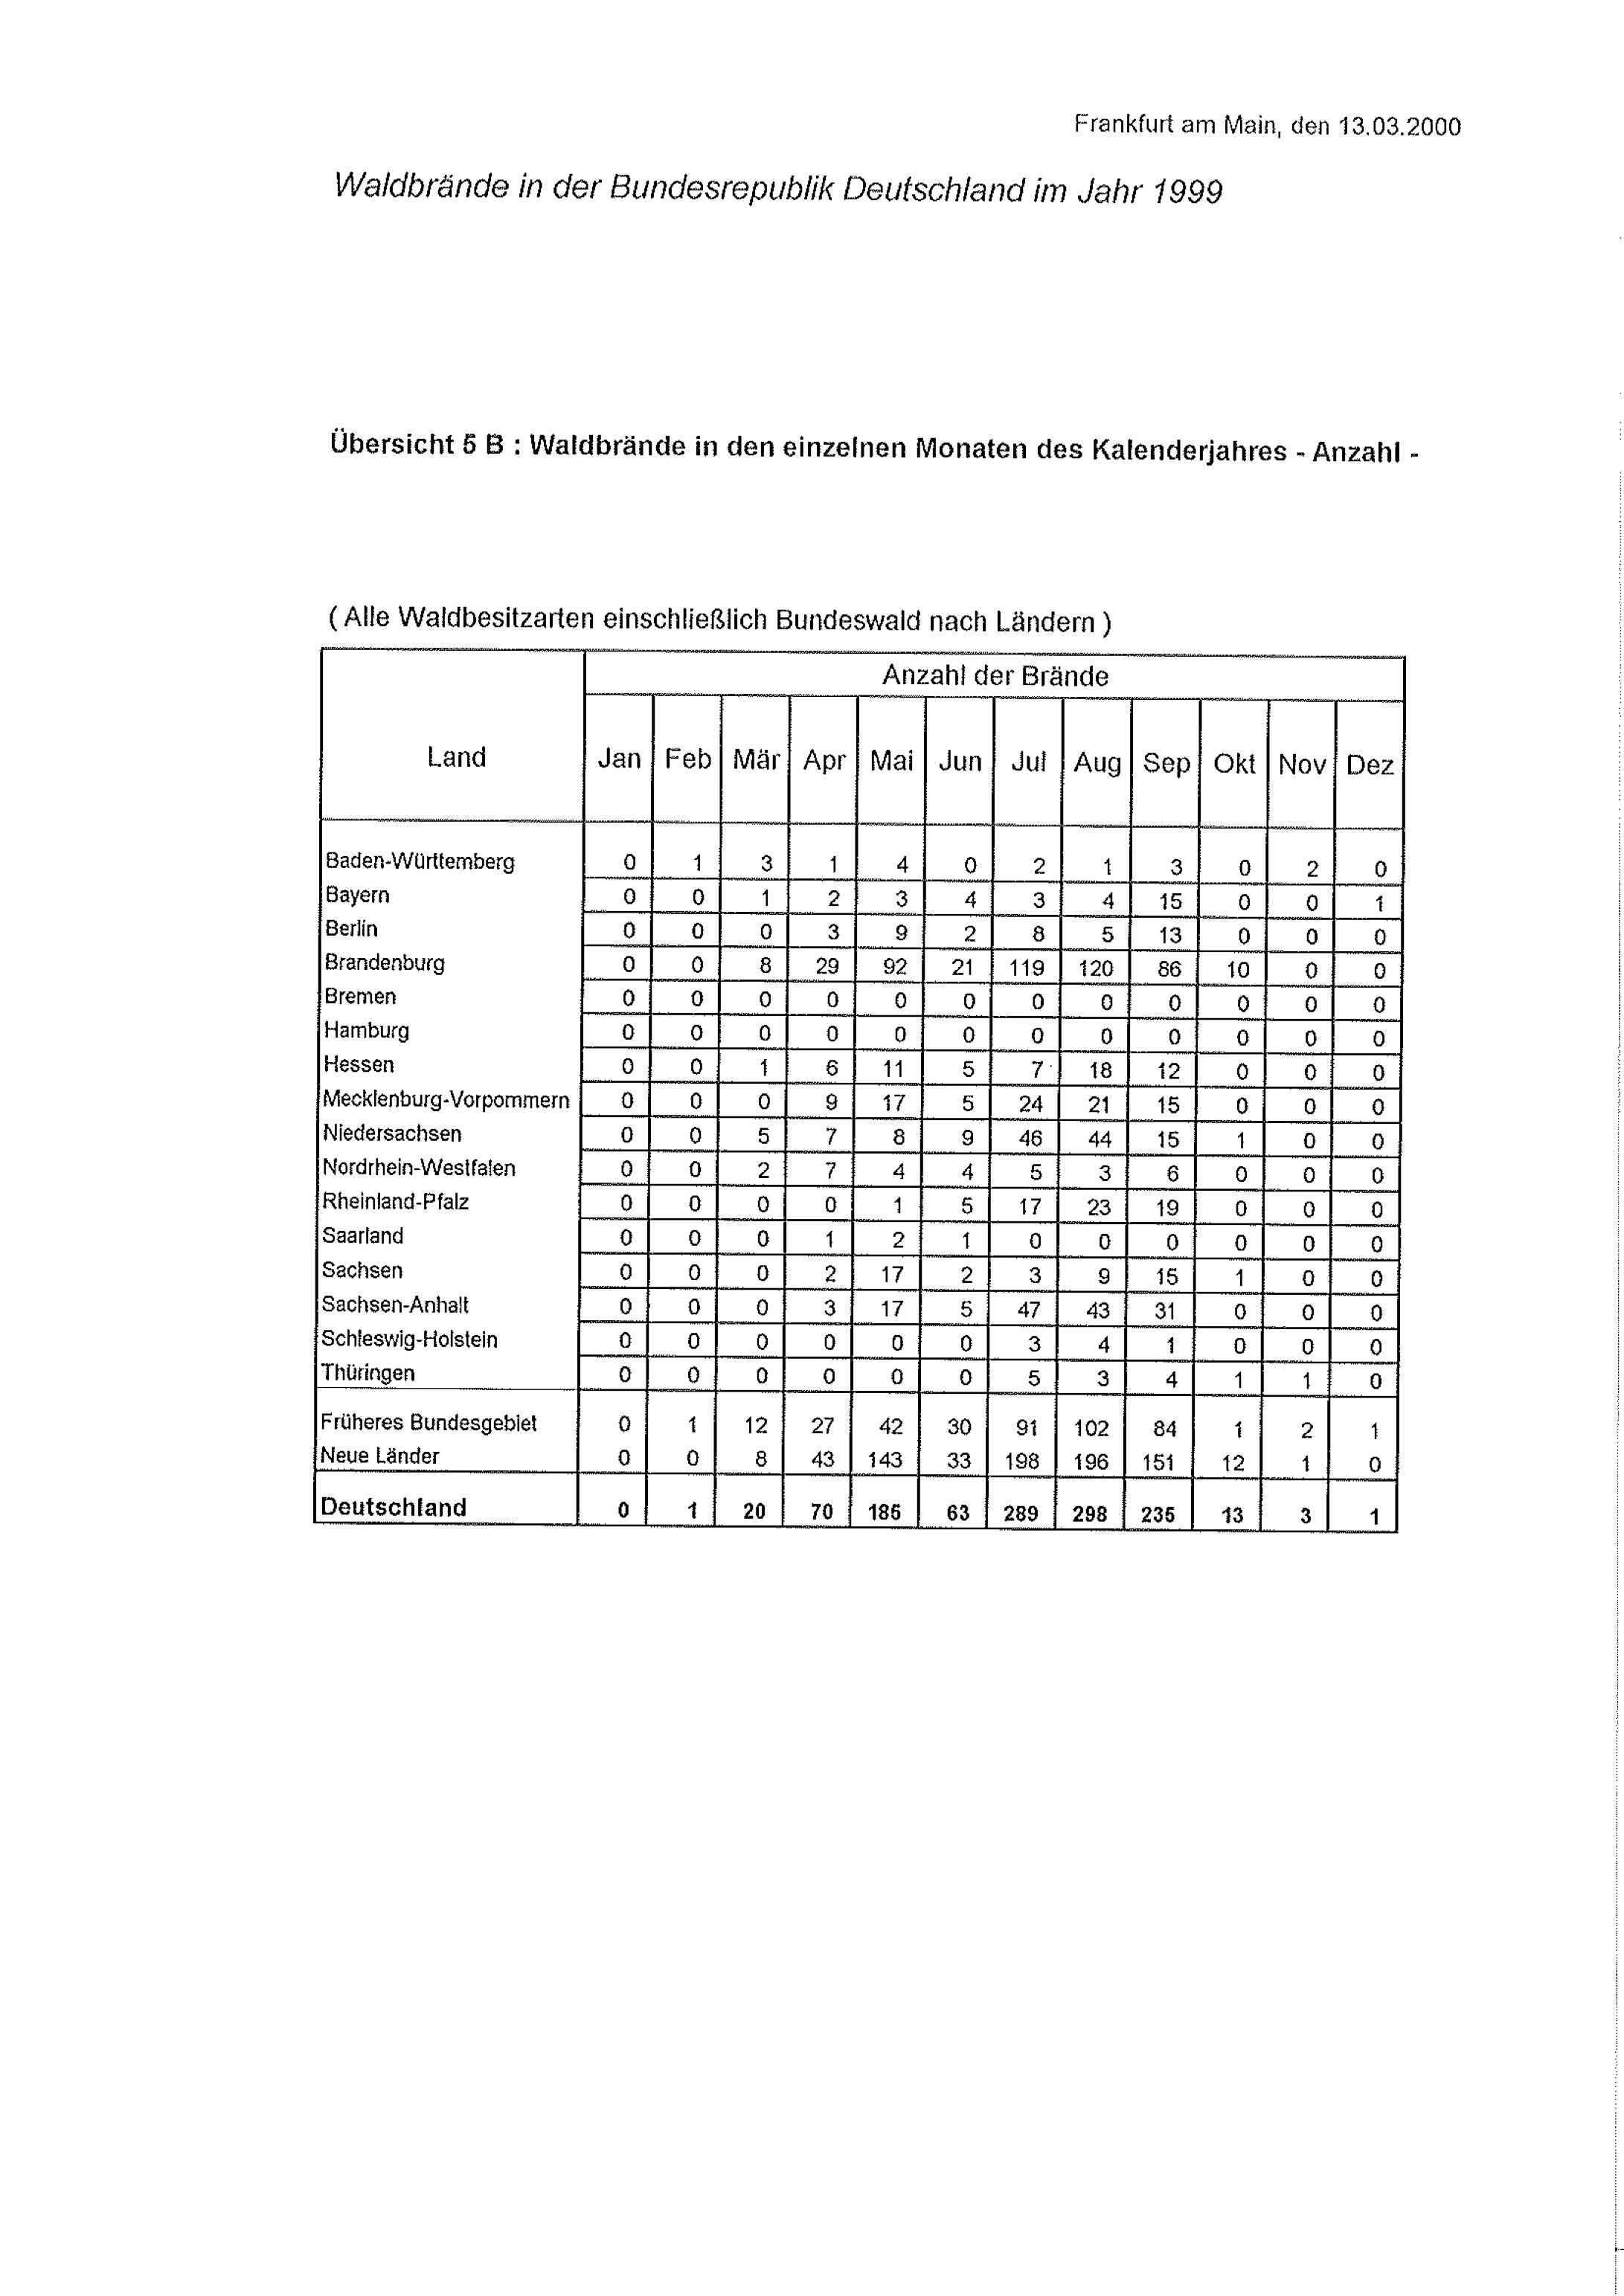 Frankfurt am Main, den 13.03.2000
Waldbrände in der Bundesrepublik Deutschland im Jahr 1999
Übersicht 5 B : Waldbrände in den einzelnen Monaten des Kalenderjahres - Anzahl -
( Alle Waldbesitzarten einschließlich Bundeswald nach Ländern )
Anzahl der Brände
Land Jan Feb Mär Apr Mai Jun Jul Aug Sep Okt Nov Dez
Baden-Württemberg 0 1 3 1 4 0 2 1 3 0 2 0
Bayern 0 0 1 2 3 4 3 4 15 0 0 1
Berlin 0 0 0 3 9 2 8 5 13 0 0 0
Brandenburg 0 0 8 29 92 21 119 120 86 10 0 0
Bremen 0 0 0 0 0 0 0 0 0 0 0 0
Hamburg 0 0 0 0 0 0 0 0 0 0 0 0
Hessen 0 0 1 6 11 5 7 18 12 0 0 0
Mecklenburg-Vorpommern 0 0 0 9 17 5 24 21 15 0 0 0
Niedersachsen 0 0 5 7 8 9 46 44 15 1 0 0
Nordrhein-Westfalen 0 0 2 7 4 4 5 3 6 0 0 0
Rheinland-Pfalz 0 0 0 0 1 5 17 23 19 0 0 0
Saarland 0 0 0 1 2 1 0 0 0 0 0 0
Sachsen 0 0 0 2 17 2 3 9 15 1 0 0
Sachsen-Anhalt 0 0 0 3 17 5 47 43 31 0 0 0
Schleswig-Holstein 0 0 0 0 0 0 3 4 1 0 0 0
Thüringen 0 0 0 0 0 0 5 3 4 1 1 0
Früheres Bundesgebiet 0 1 12 27 42 30 91 102 84 1 2 1
Neue Länder 0 0 8 43 143 33 198 196 151 12 1 0
Deutschland 0 1 20 70 185 63 289 298 235 13 3 1